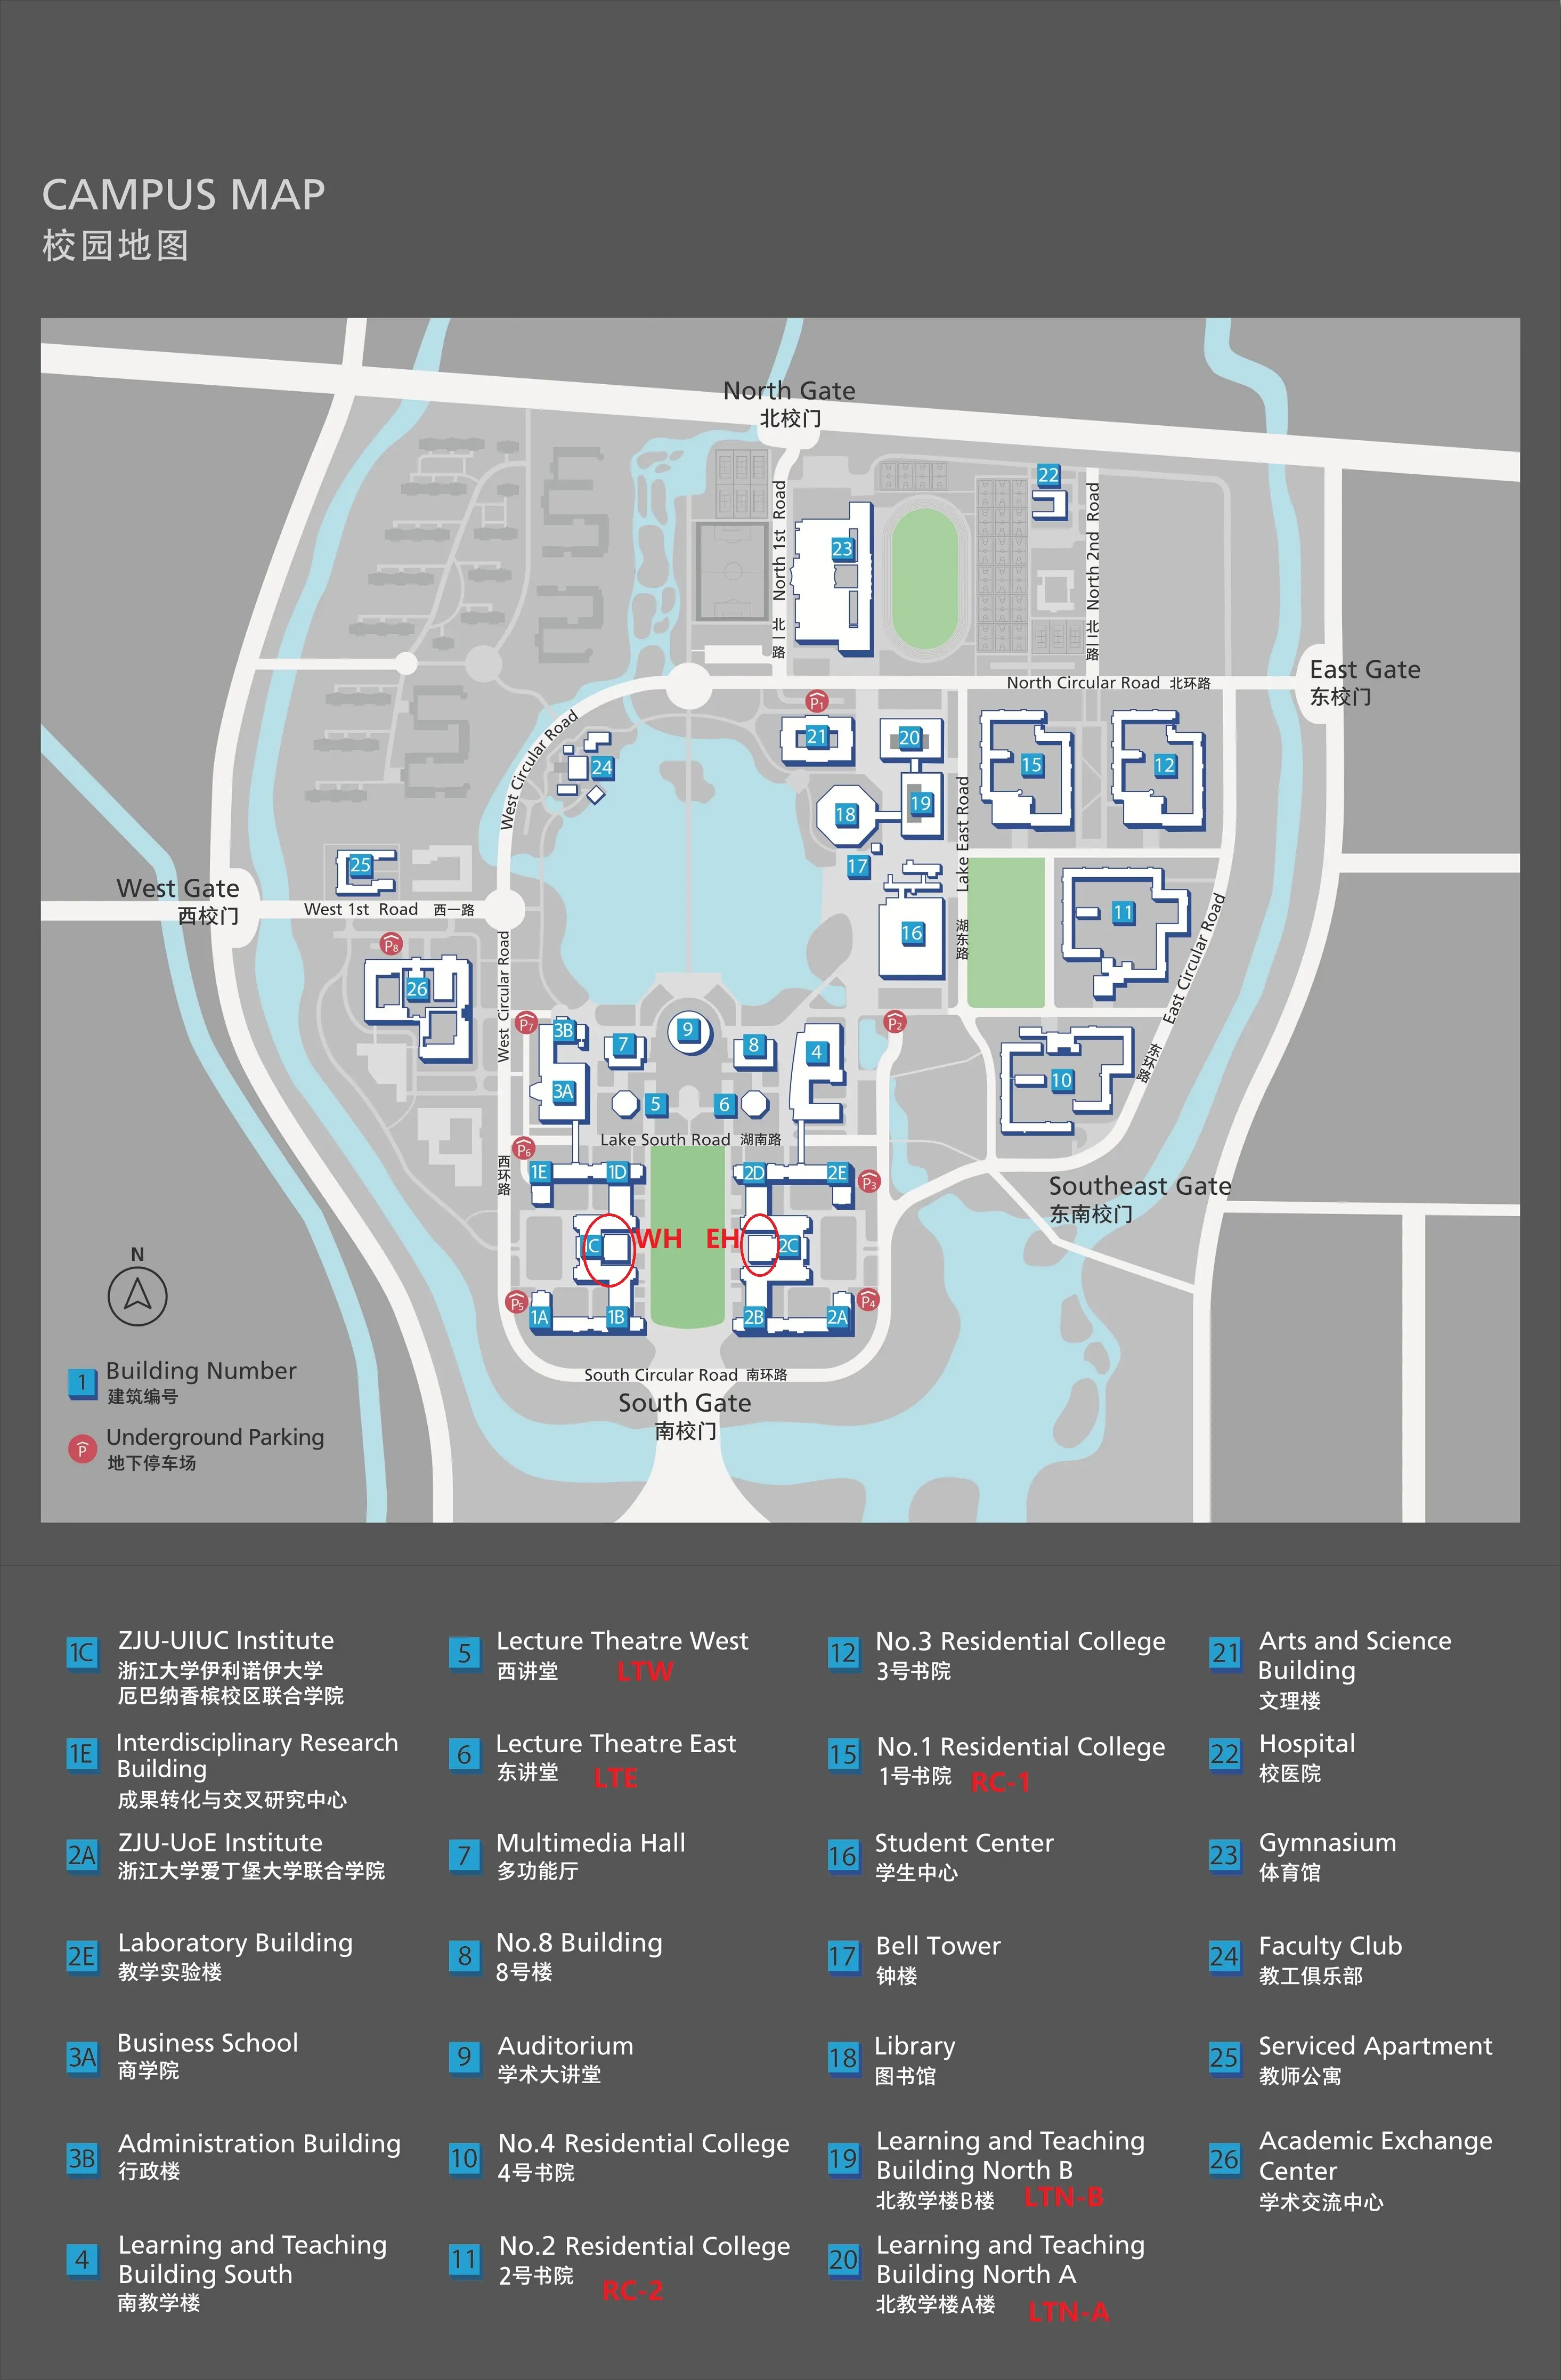 CAMPUS MAP
校园地图
North Gate
北校门
22
23
North 1st Road
北一路
North 2nd Road
北二路
East Gate
东校门
North Circular Road 北环路
P1
21
20
15
12
West Circular Road
24
19
18
Lake East Road
湖东路
17
25
West Gate
西校门
West 1st Road 西一路
11
16
P8
26
West Circular Road
西环路
East Circular Road
东环路
P7
3B
7
9
8
4
P2
10
3A
5
6
Lake South Road 湖南路
P6
1E
1D
2D
2E
P3
Southeast Gate
东南校门
1C
WH
EH
2C
P5
1A
1B
2B
2A
P4
N
South Circular Road 南环路
South Gate
南校门
1 Building Number
建筑编号
P Underground Parking
地下停车场
1C ZJU-UIUC Institute
浙江大学伊利诺伊大学
厄巴纳香槟校区联合学院
1E Interdisciplinary Research
Building
成果转化与交叉研究中心
2A ZJU-UoE Institute
浙江大学爱丁堡大学联合学院
2E Laboratory Building
教学实验楼
3A Business School
商学院
3B Administration Building
行政楼
4 Learning and Teaching
Building South
南教学楼
5 Lecture Theatre West
西讲堂 LTW
6 Lecture Theatre East
东讲堂 LTE
7 Multimedia Hall
多功能厅
8 No.8 Building
8号楼
9 Auditorium
学术大讲堂
10 No.4 Residential College
4号书院
11 No.2 Residential College
2号书院 RC-2
12 No.3 Residential College
3号书院
15 No.1 Residential College
1号书院 RC-1
16 Student Center
学生中心
17 Bell Tower
钟楼
18 Library
图书馆
19 Learning and Teaching
Building North B
北教学楼B楼 LTN-B
20 Learning and Teaching
Building North A
北教学楼A楼 LTN-A
21 Arts and Science
Building
文理楼
22 Hospital
校医院
23 Gymnasium
体育馆
24 Faculty Club
教工俱乐部
25 Serviced Apartment
教师公寓
26 Academic Exchange
Center
学术交流中心